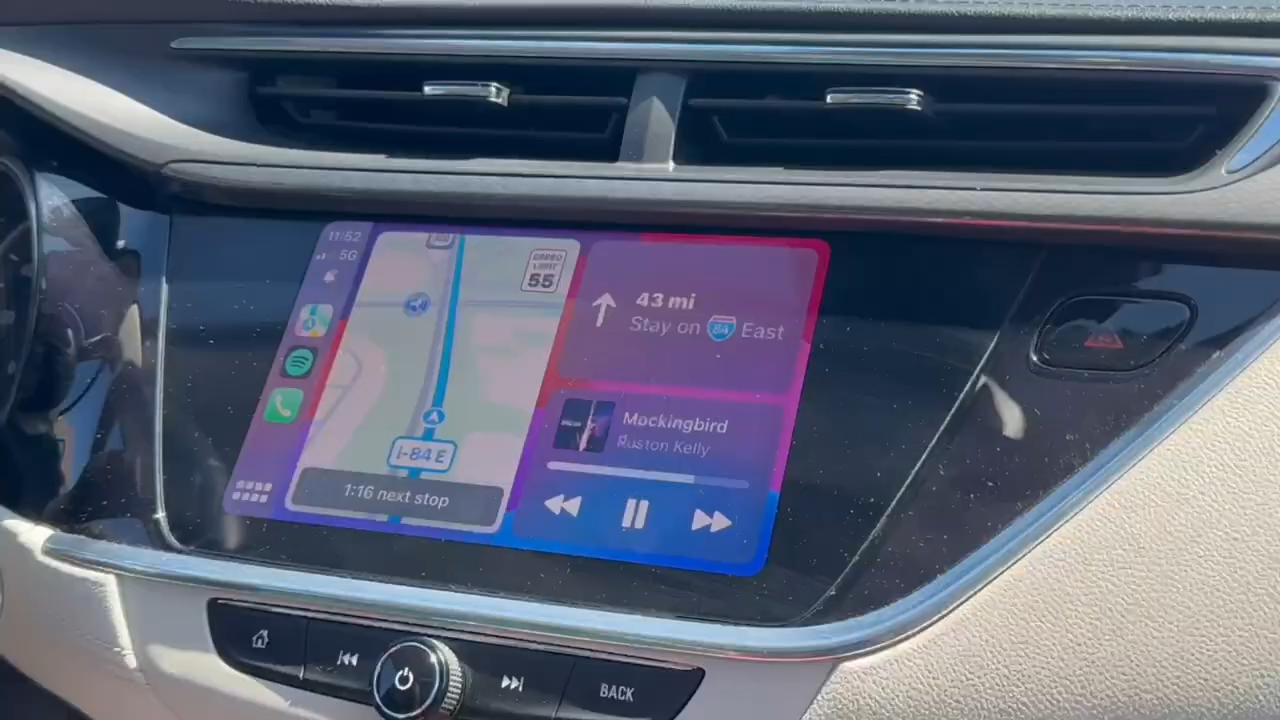 11:52
5G
SPEED
LIMIT
55
43 mi
Stay on 84 East
Mockingbird
Ruston Kelly
I-84 E
1:16 next stop
BACK